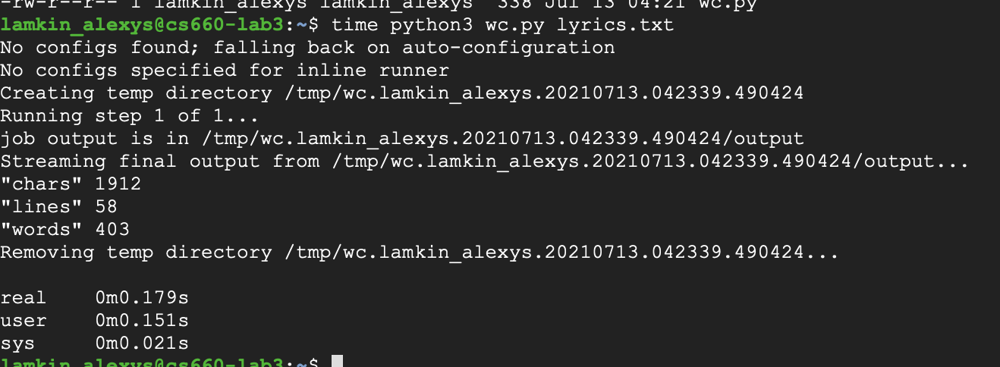 -rw-r--r-- 1 lamkin_alexys lamkin_alexys  338 Jul 13 04:21 wc.py
lamkin_alexys@cs660-lab3:~$ time python3 wc.py lyrics.txt
No configs found; falling back on auto-configuration
No configs specified for inline runner
Creating temp directory /tmp/wc.lamkin_alexys.20210713.042339.490424
Running step 1 of 1...
job output is in /tmp/wc.lamkin_alexys.20210713.042339.490424/output
Streaming final output from /tmp/wc.lamkin_alexys.20210713.042339.490424/output...
"chars" 1912
"lines" 58
"words" 403
Removing temp directory /tmp/wc.lamkin_alexys.20210713.042339.490424...
real    0m0.179s
user    0m0.151s
sys     0m0.021s
lamkin_alexys@cs660-lab3:~$